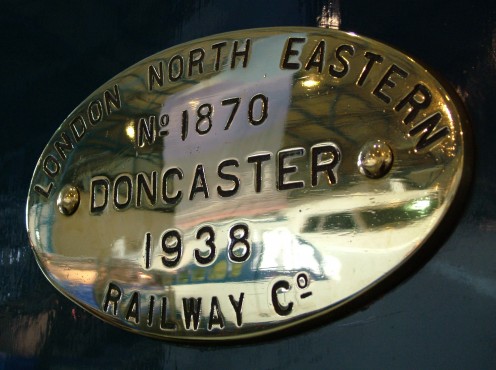 LONDON NORTH EASTERN
No 1870
DONCASTER
1938
RAILWAY Co